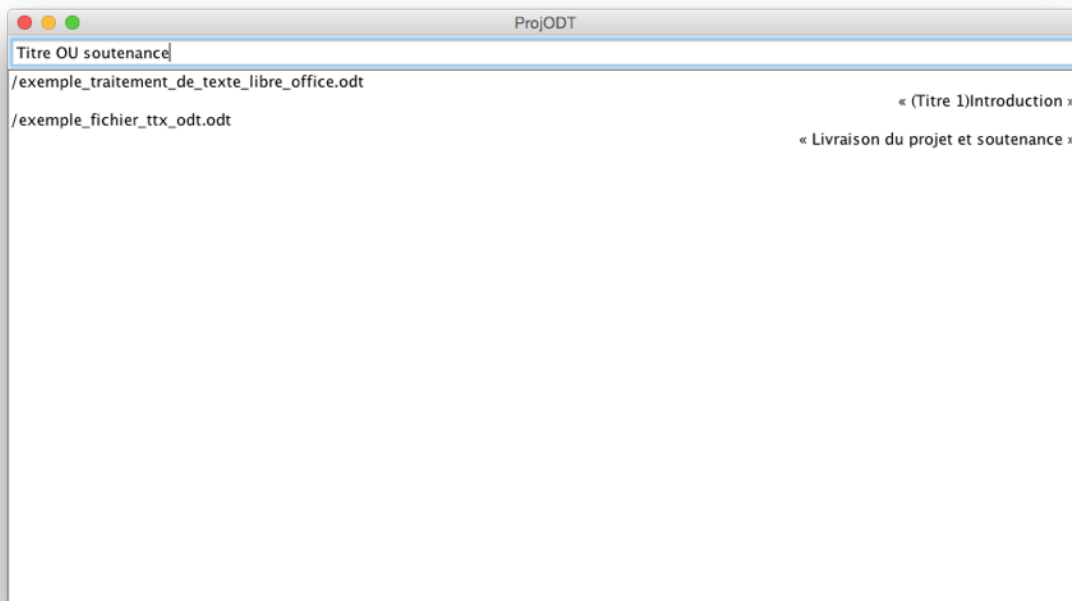 ProjODT
Titre OU soutenance
/exemple_traitement_de_texte_libre_office.odt
« (Titre 1)Introduction »
/exemple_fichier_ttx_odt.odt
« Livraison du projet et soutenance »